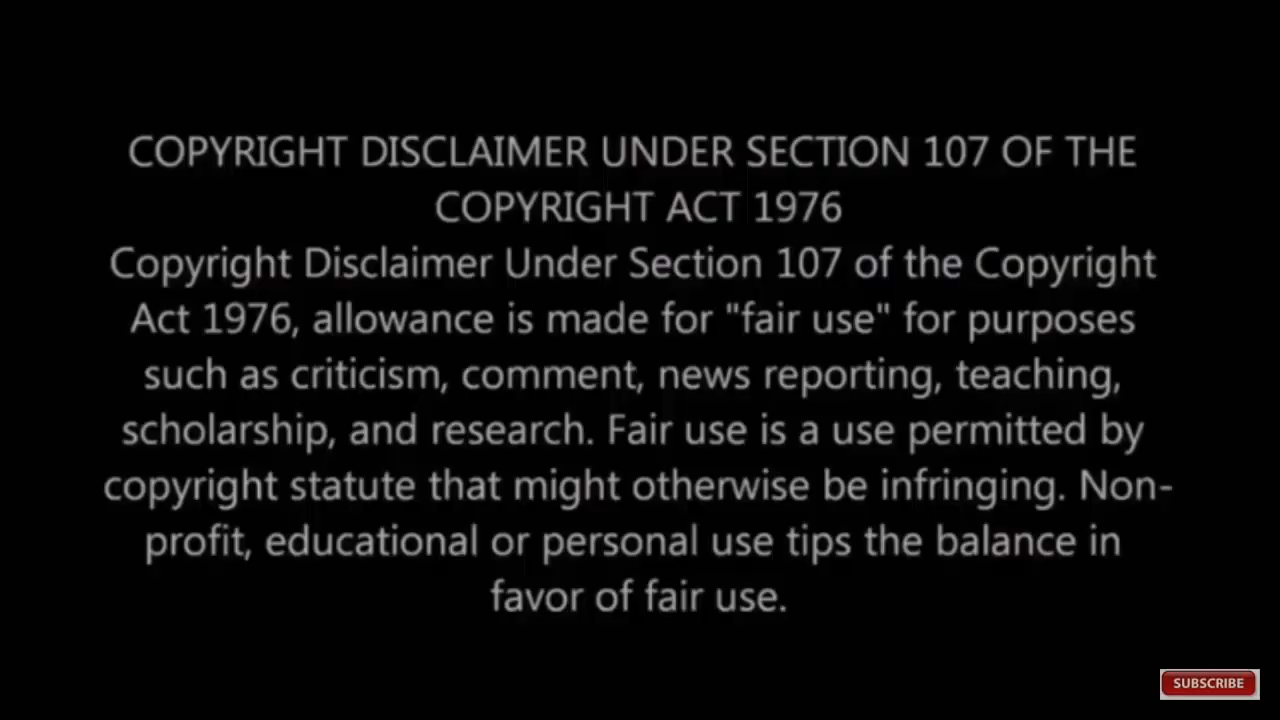 COPYRIGHT DISCLAIMER UNDER SECTION 107 OF THE
COPYRIGHT ACT 1976
Copyright Disclaimer Under Section 107 of the Copyright
Act 1976, allowance is made for "fair use" for purposes
such as criticism, comment, news reporting, teaching,
scholarship, and research. Fair use is a use permitted by
copyright statute that might otherwise be infringing. Non-
profit, educational or personal use tips the balance in
favor of fair use.
SUBSCRIBE